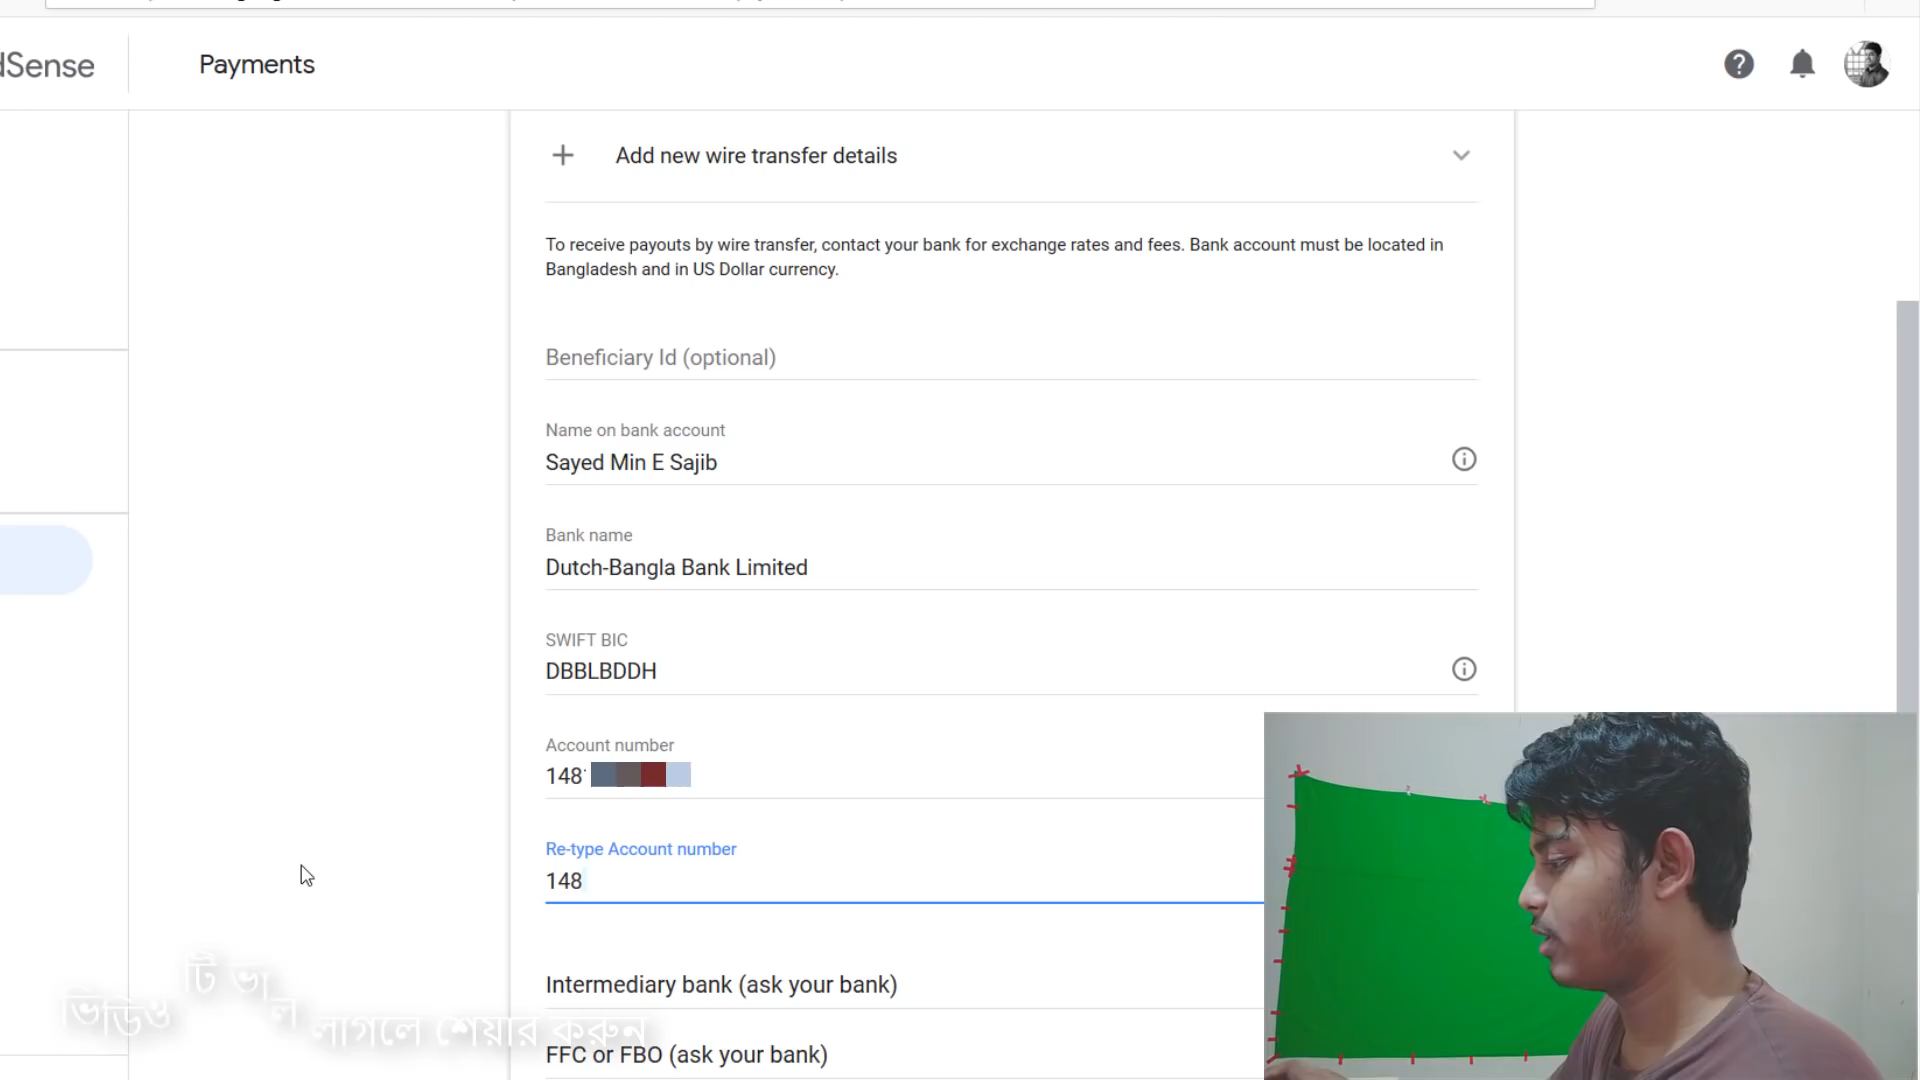 dSense
Payments
Add new wire transfer details
To receive payouts by wire transfer, contact your bank for exchange rates and fees. Bank account must be located in
Bangladesh and in US Dollar currency.
Beneficiary Id (optional)
Name on bank account
Sayed Min E Sajib
Bank name
Dutch-Bangla Bank Limited
SWIFT BIC
DBBLBDDH
Account number
148
Re-type Account number
148
Intermediary bank (ask your bank)
ভিডিও টি ভাল লাগলে শেয়ার করুন
FFC or FBO (ask your bank)